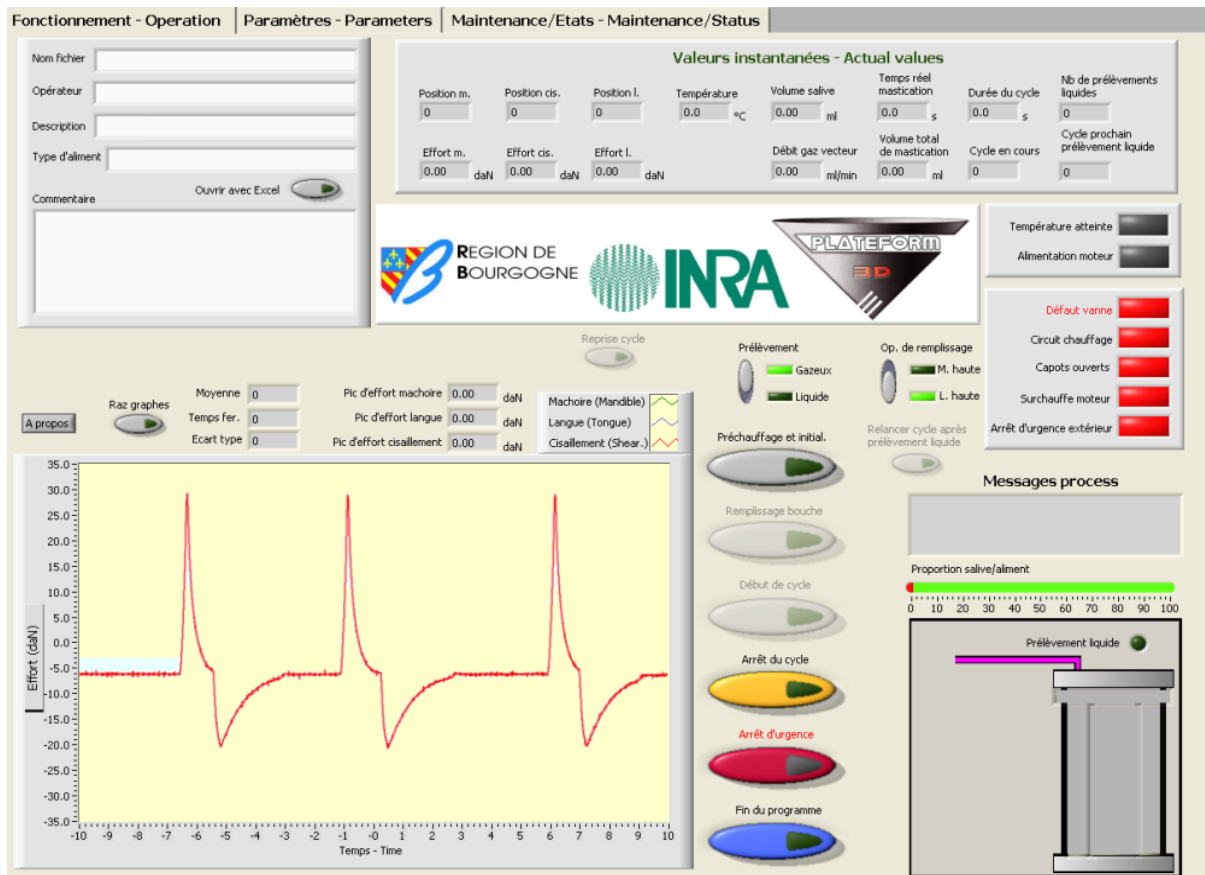 Fonctionnement - Operation
Paramètres - Parameters
Maintenance/Etats - Maintenance/Status
Nom fichier
Opérateur
Description
Type d'aliment
Ouvrir avec Excel
Commentaire
Valeurs instantanées - Actual values
Position m.
0
Position cis.
0
Position l.
0
Température
0.0 °C
Volume salive
0.00 ml
Temps réel
mastication
0.0 s
Durée du cycle
0.0 s
Nb de prélèvements
liquides
0
Effort m.
0.00 daN
Effort cis.
0.00 daN
Effort l.
0.00 daN
Débit gaz vecteur
0.00 ml/min
Volume total
de mastication
0.00 ml
Cycle en cours
0
Cycle prochain
prélèvement liquide
0
REGION DE
BOURGOGNE
INRA
PLATEFORM
3D
Température atteinte
Alimentation moteur
Défaut vanne
Circuit chauffage
Capots ouverts
Surchauffe moteur
Arrêt d'urgence extérieur
Reprise cycle
Prélèvement
Gazeux
Liquide
Op. de remplissage
M. haute
L. haute
A propos
Raz graphes
Moyenne 0
Temps fer. 0
Ecart type 0
Pic d'effort machoire 0.00 daN
Pic d'effort langue 0.00 daN
Pic d'effort cisaillement 0.00 daN
Machoire (Mandible)
Langue (Tongue)
Cisaillement (Shear.)
Préchauffage et initial.
Relancer cycle après
prélèvement liquide
Remplissage bouche
Début de cycle
Arrêt du cycle
Arrêt d'urgence
Fin du programme
Messages process
Proportion salive/aliment
0 10 20 30 40 50 60 70 80 90 100
Prélèvement liquide
Effort (daN)
35.0
30.0
25.0
20.0
15.0
10.0
5.0
0.0
-5.0
-10.0
-15.0
-20.0
-25.0
-30.0
-35.0
-10 -9 -8 -7 -6 -5 -4 -3 -2 -1 -0 1 2 3 4 5 6 7 8 9 10
Temps - Time